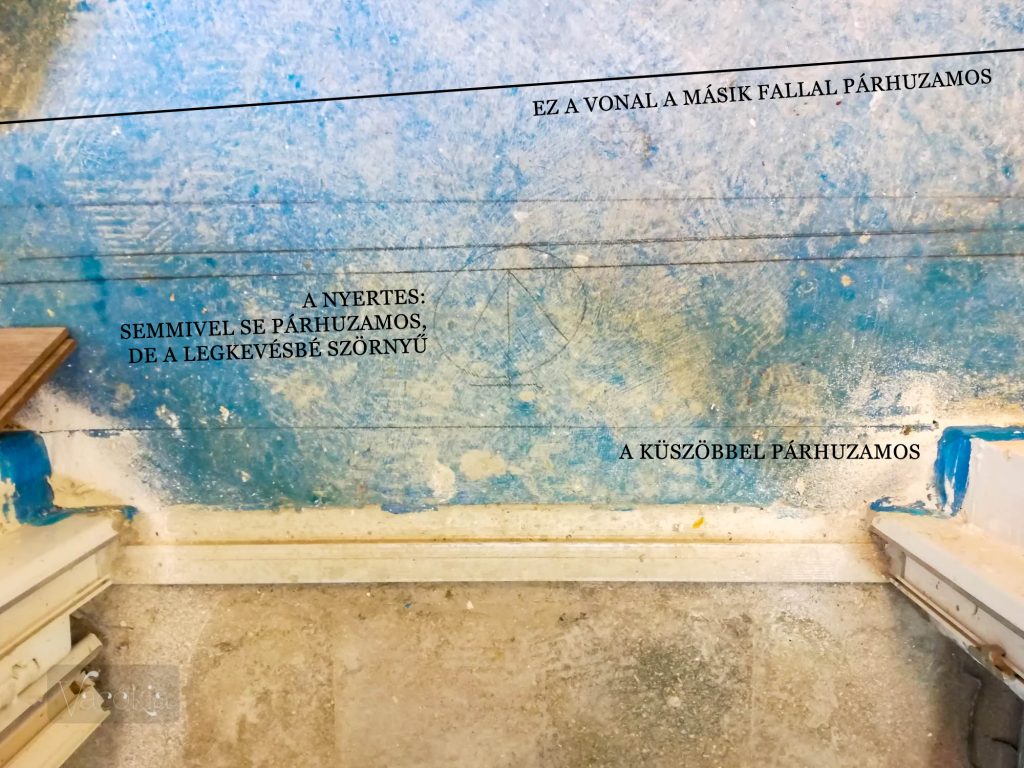 EZ A VONAL A MÁSIK FALLAL PÁRHUZAMOS
A NYERTES:
SEMMIVEL SE PÁRHUZAMOS,
DE A LEGKEVÉSBÉ SZÖRNYŰ
A KÜSZÖBBEL PÁRHUZAMOS